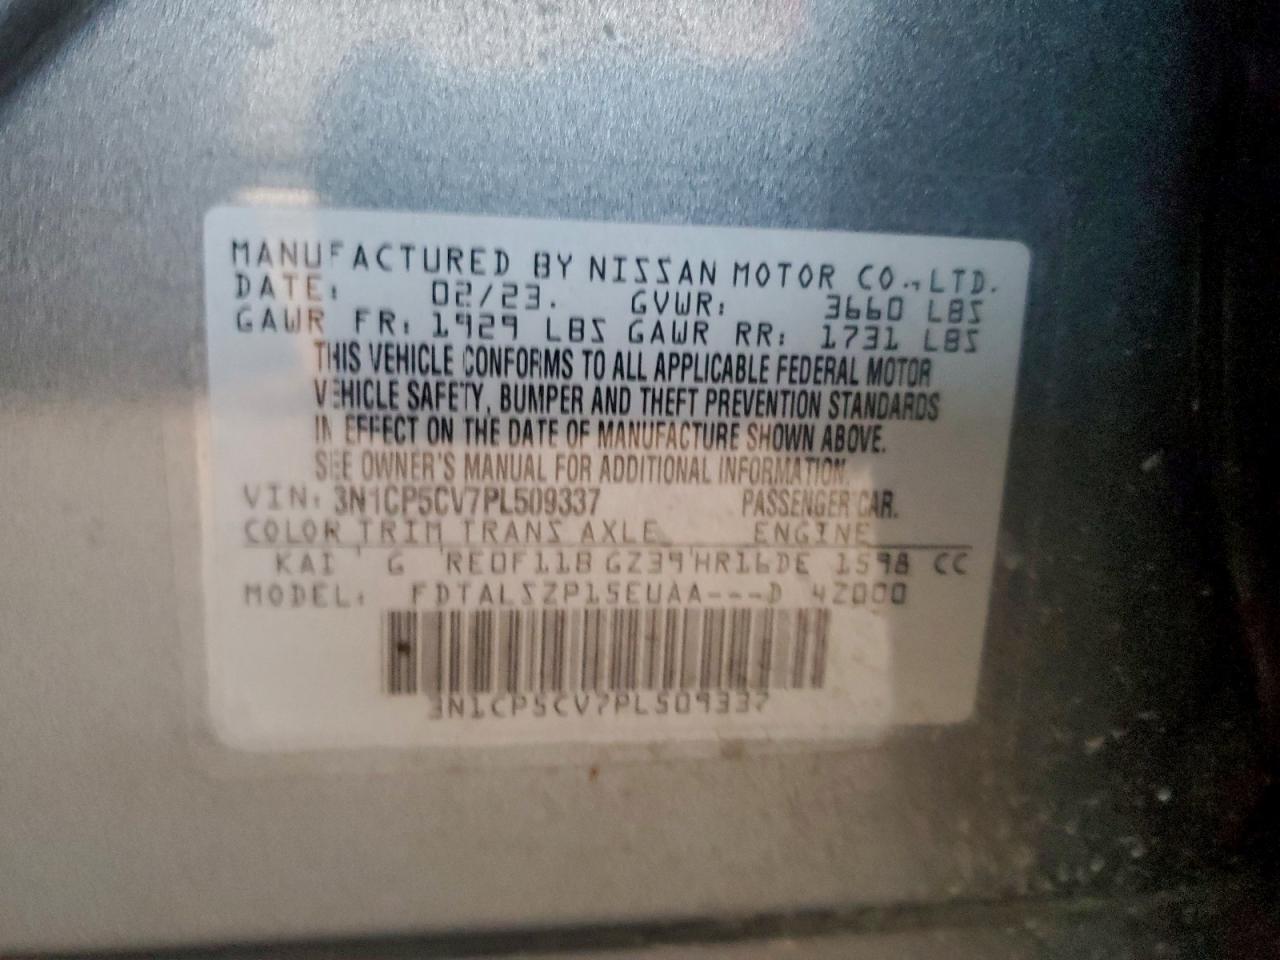 MANUFACTURED BY NISSAN MOTOR CO.,LTD.
DATE: 02/23. GVWR: 3660 LBS
GAWR FR: 1929 LBS GAWR RR: 1731 LBS
THIS VEHICLE CONFORMS TO ALL APPLICABLE FEDERAL MOTOR
VEHICLE SAFETY, BUMPER AND THEFT PREVENTION STANDARDS
IN EFFECT ON THE DATE OF MANUFACTURE SHOWN ABOVE.
SEE OWNER'S MANUAL FOR ADDITIONAL INFORMATION.
VIN: 3N1CP5CV7PL509337 PASSENGER CAR.
COLOR TRIM TRANS AXLE ENGINE
KAI G RE0F11B GZ39 HR16DE 1598 CC
MODEL: FDTALSZP15EUAA---D 42000
3N1CP5CV7PL509337